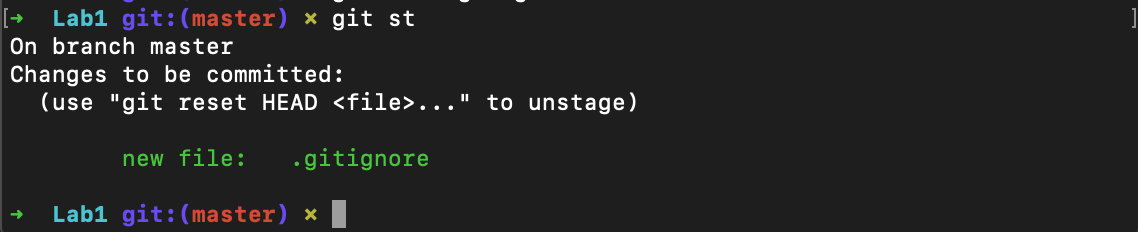 [➜  Lab1 git:(master) × git st ]
On branch master
Changes to be committed:
  (use "git reset HEAD <file>..." to unstage)
        new file:   .gitignore
➜  Lab1 git:(master) ×